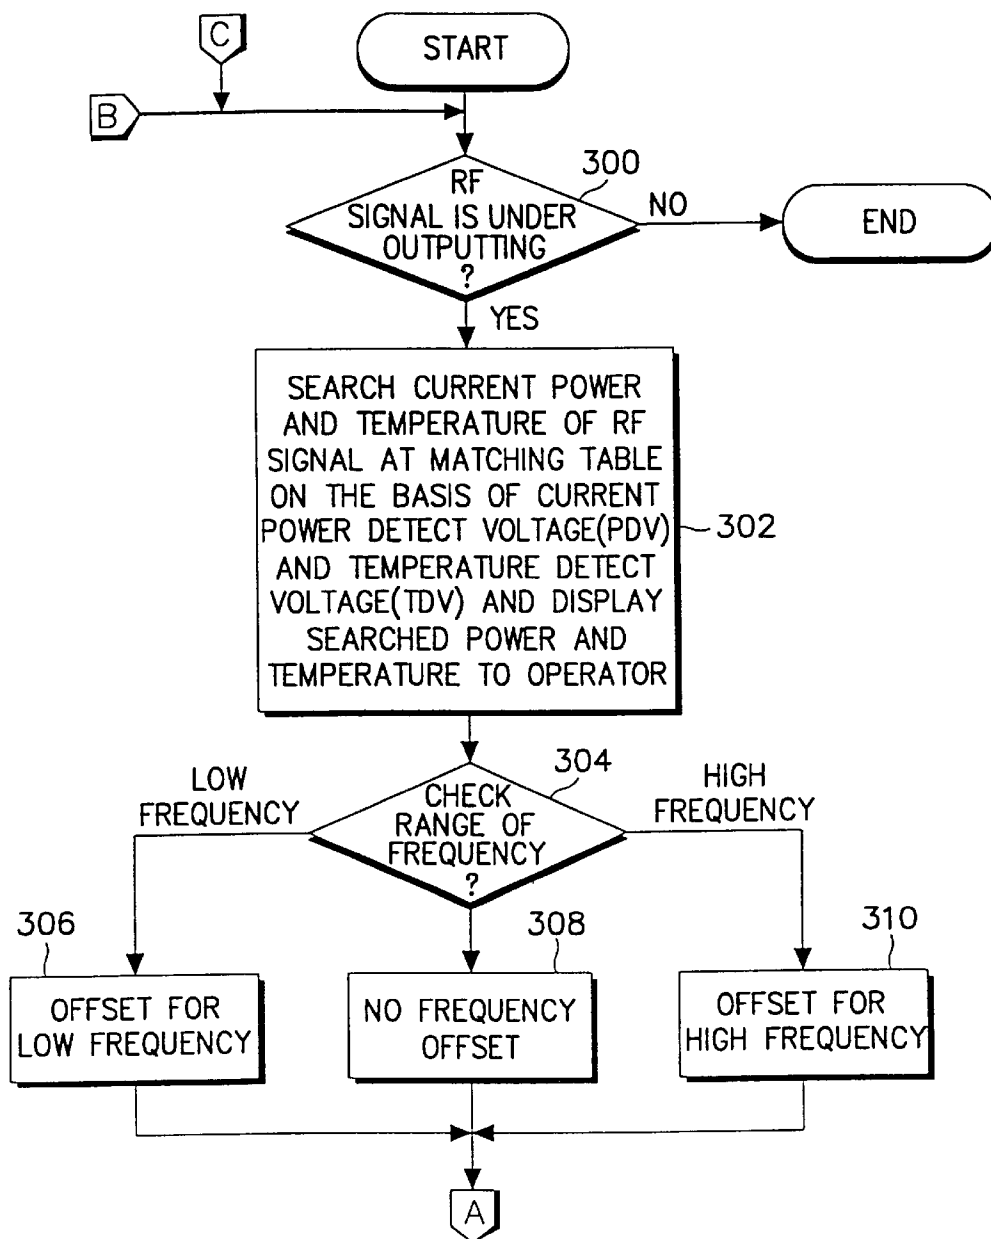 C
START
B
300
RF
SIGNAL IS UNDER
OUTPUTTING
?
NO
END
YES
SEARCH CURRENT POWER
AND TEMPERATURE OF RF
SIGNAL AT MATCHING TABLE
ON THE BASIS OF CURRENT
POWER DETECT VOLTAGE(PDV)
AND TEMPERATURE DETECT
VOLTAGE(TDV) AND DISPLAY
SEARCHED POWER AND
TEMPERATURE TO OPERATOR
302
304
LOW
FREQUENCY
CHECK
RANGE OF
FREQUENCY
?
HIGH
FREQUENCY
306
308
310
OFFSET FOR
LOW FREQUENCY
NO FREQUENCY
OFFSET
OFFSET FOR
HIGH FREQUENCY
A